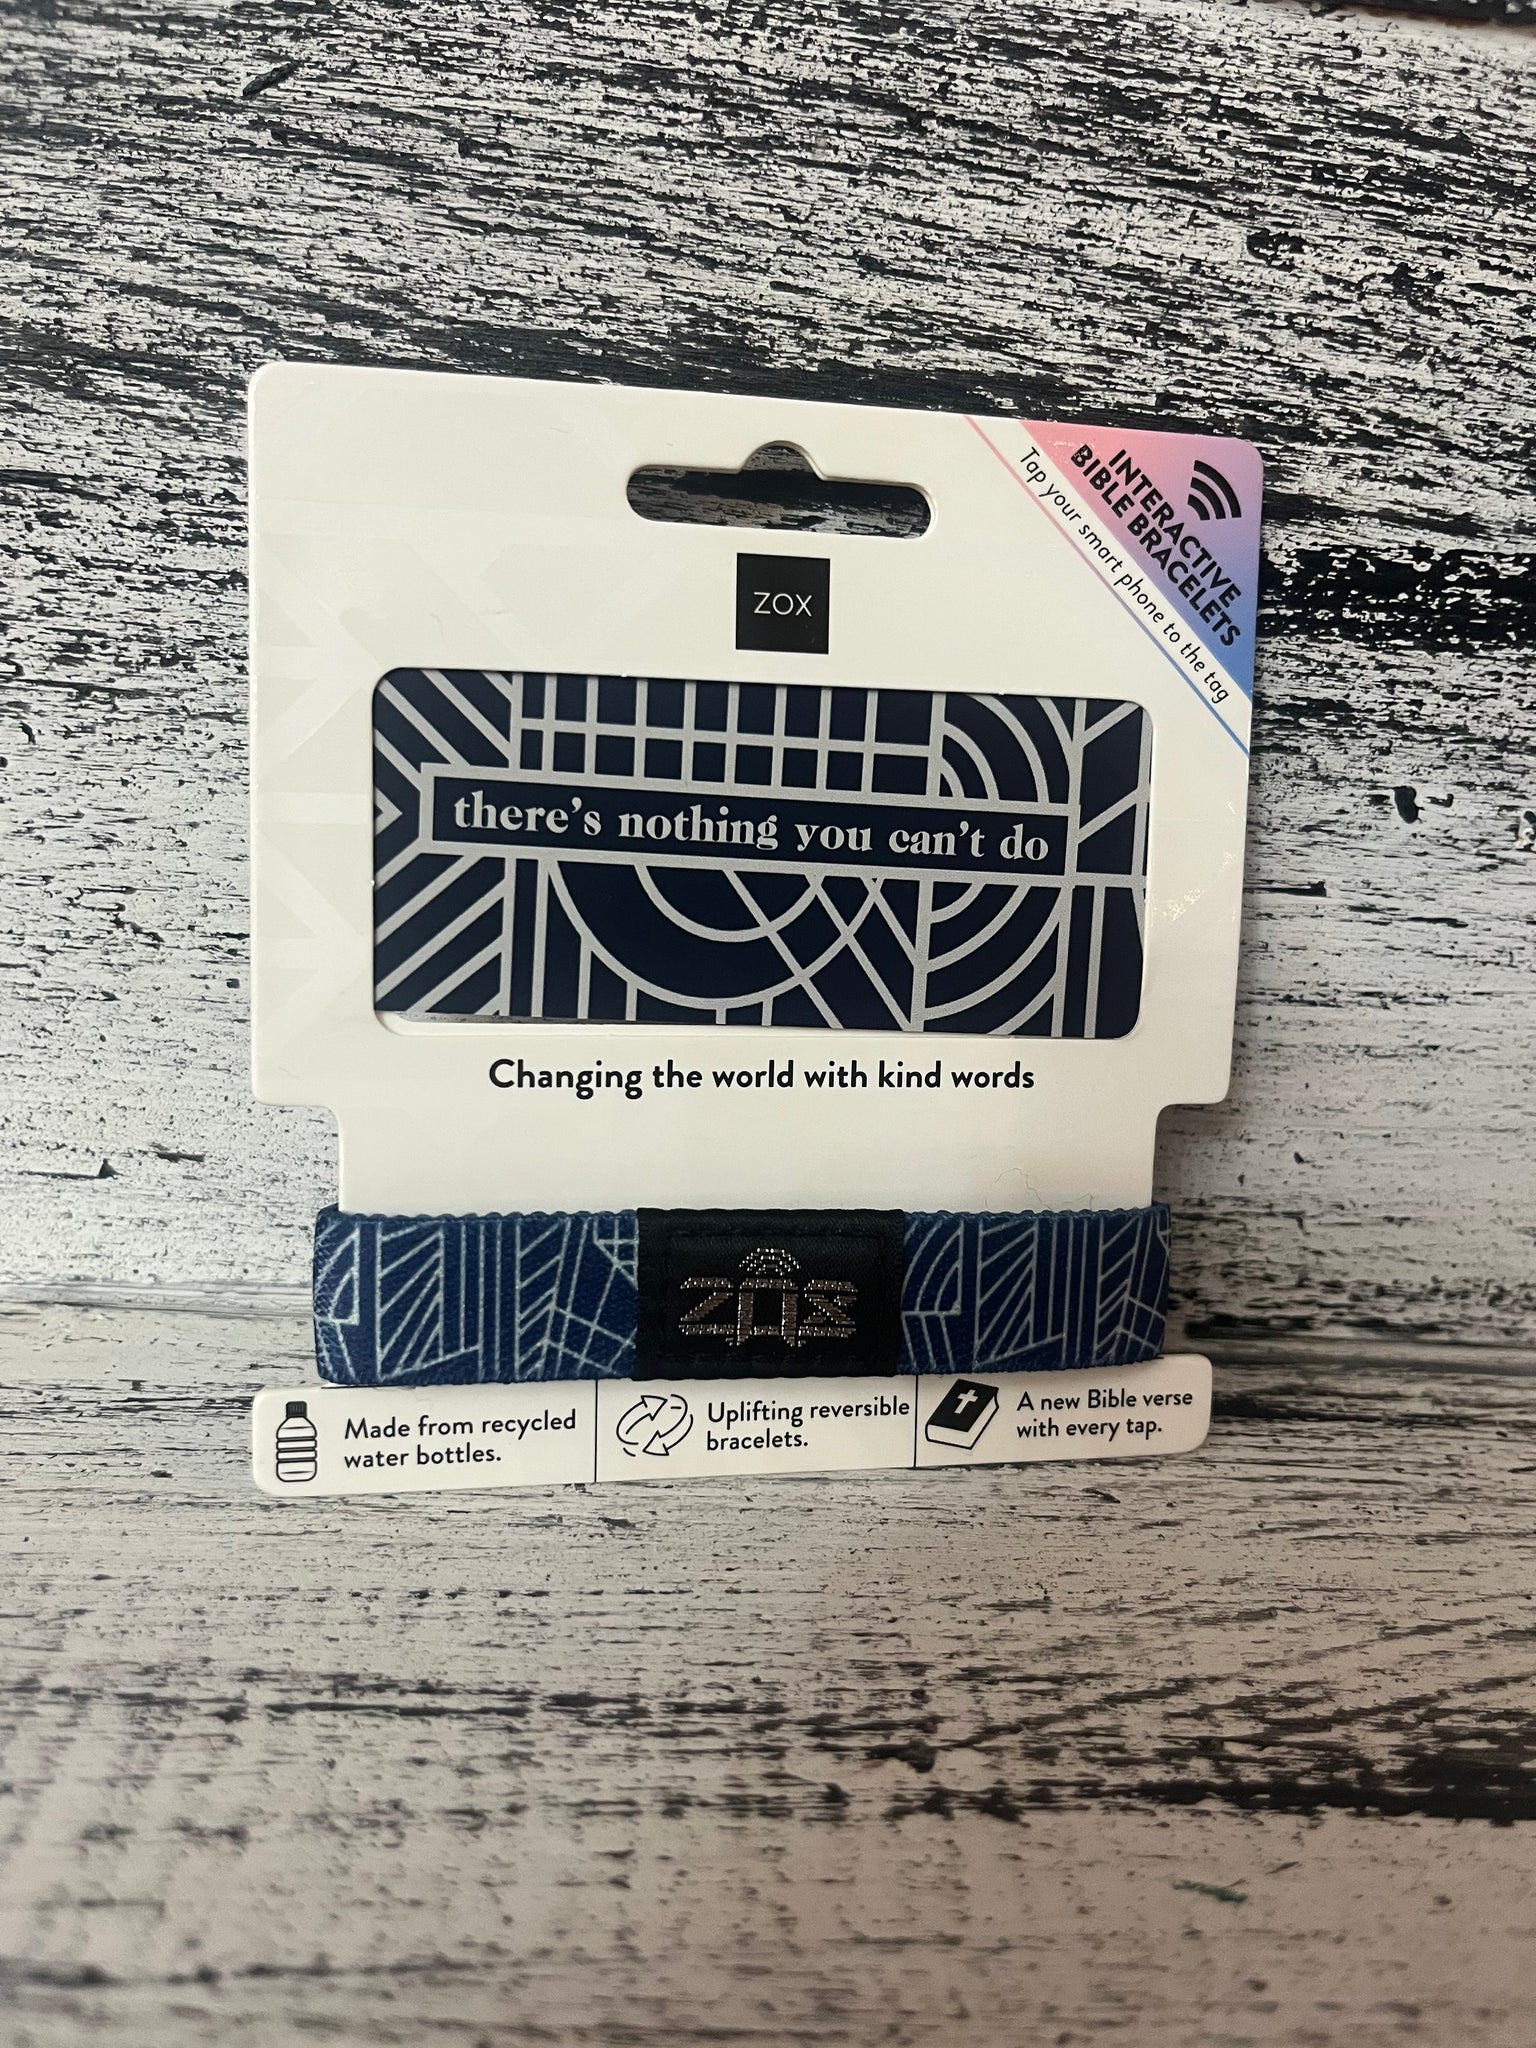 INTERACTIVE
BIBLE BRACELETS
Tap your smart phone to the tag
ZOX
there's nothing you can't do
Changing the world with kind words
ZOX
Made from recycled
water bottles.
Uplifting reversible
bracelets.
A new Bible verse
with every tap.